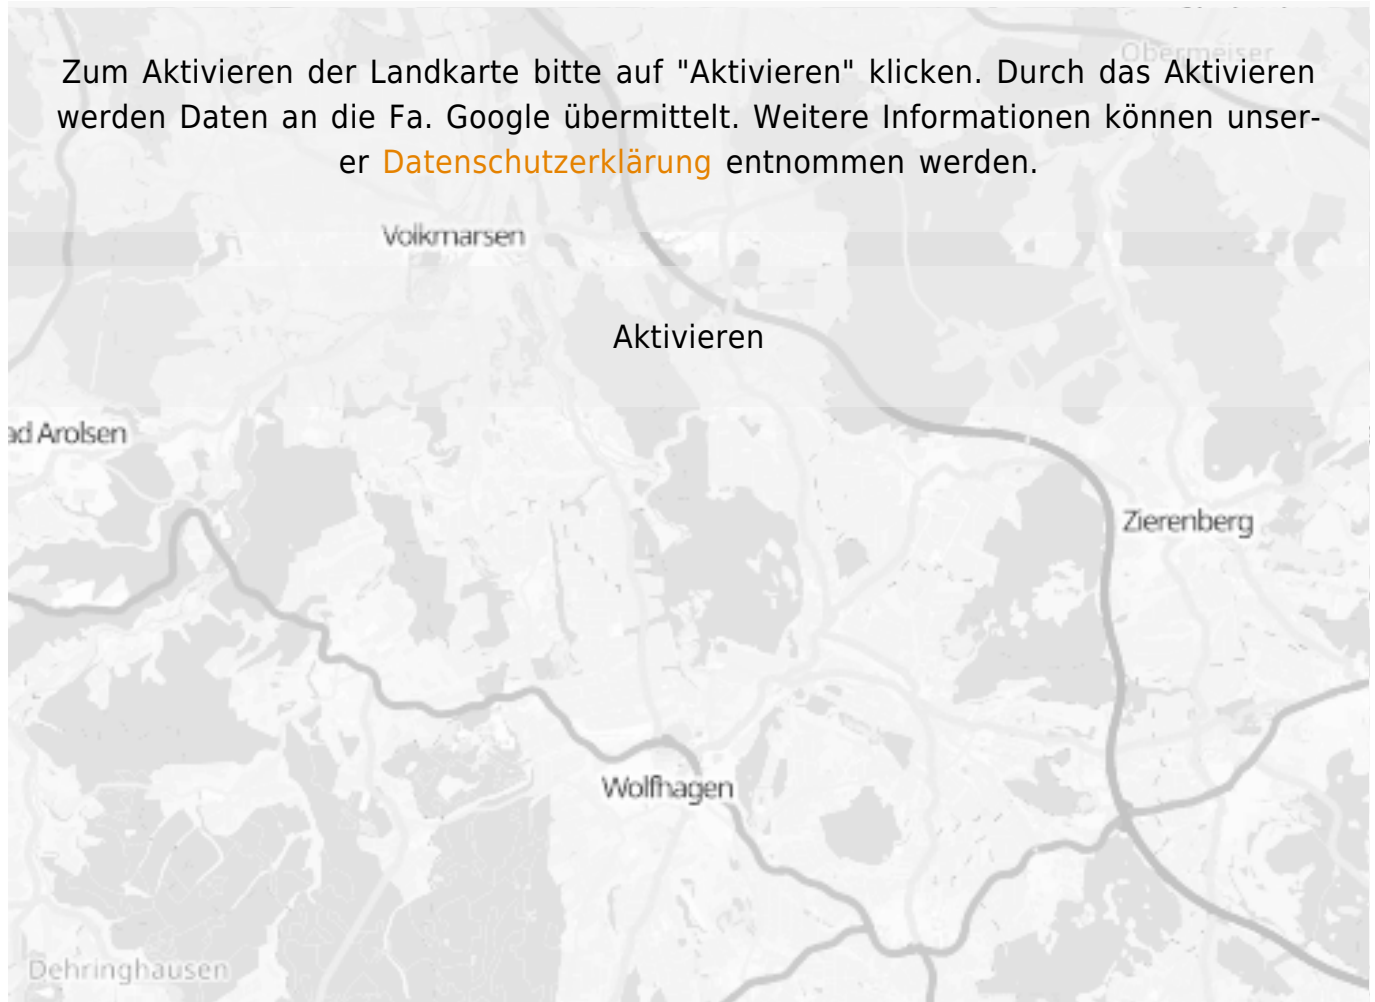 Obermeiser
Zum Aktivieren der Landkarte bitte auf "Aktivieren" klicken. Durch das Aktivieren
werden Daten an die Fa. Google übermittelt. Weitere Informationen können unser-
er Datenschutzerklärung entnommen werden.
Volkmarsen
Aktivieren
ad Arolsen
Zierenberg
Wolfhagen
Dehringhausen